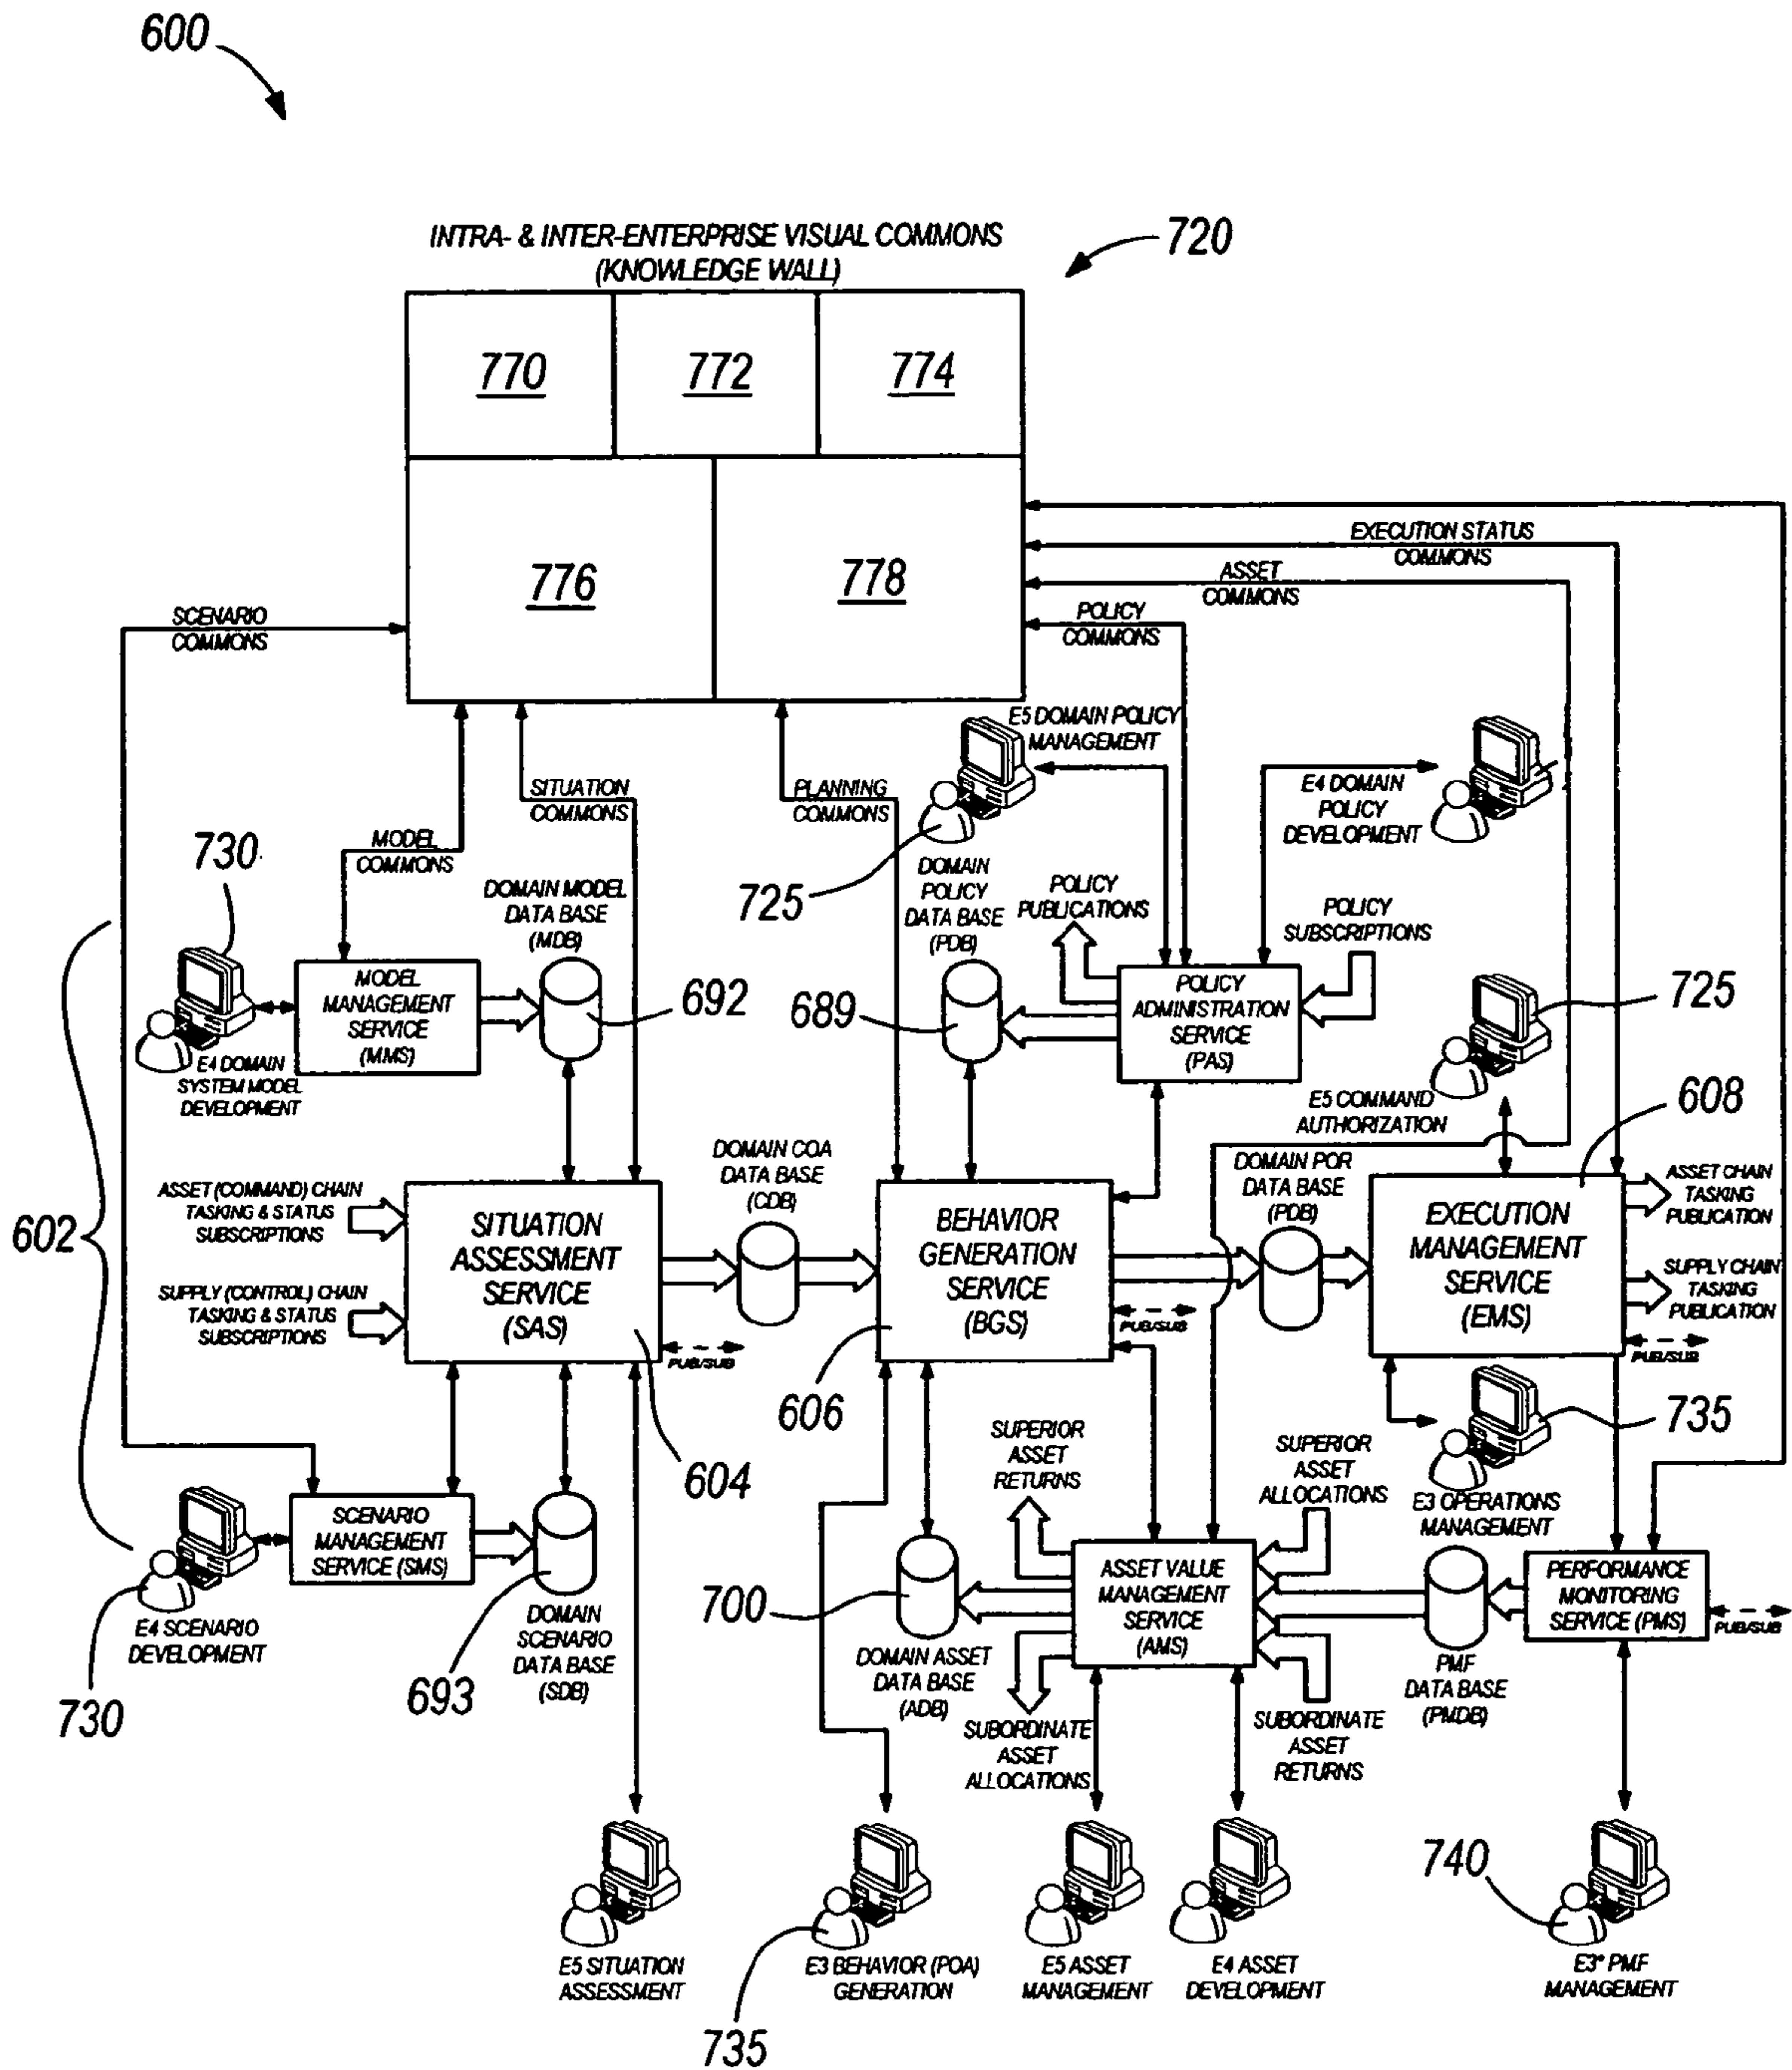 600
INTRA- & INTER-ENTERPRISE VISUAL COMMONS
(KNOWLEDGE WALL)
720
770
772
774
776
778
EXECUTION STATUS
COMMONS
ASSET
COMMONS
POLICY
COMMONS
SCENARIO
COMMONS
E5 DOMAIN POLICY
MANAGEMENT
SITUATION
COMMONS
PLANNING
COMMONS
E4 DOMAIN
POLICY
DEVELOPMENT
MODEL
COMMONS
730
725
DOMAIN MODEL
DATA BASE
(MDB)
DOMAIN
POLICY
DATA BASE
(PDB)
POLICY
PUBLICATIONS
POLICY
SUBSCRIPTIONS
MODEL
MANAGEMENT
SERVICE
(MMS)
692
689
POLICY
ADMINISTRATION
SERVICE
(PAS)
725
E4 DOMAIN
SYSTEM MODEL
DEVELOPMENT
E5 COMMAND
AUTHORIZATION
608
602
ASSET (COMMAND) CHAIN
TASKING & STATUS
SUBSCRIPTIONS
SUPPLY (CONTROL) CHAIN
TASKING & STATUS
SUBSCRIPTIONS
SITUATION
ASSESSMENT
SERVICE
(SAS)
PUB/SUB
DOMAIN COA
DATA BASE
(CDB)
BEHAVIOR
GENERATION
SERVICE
(BGS)
PUB/SUB
DOMAIN POR
DATA BASE
(PDB)
EXECUTION
MANAGEMENT
SERVICE
(EMS)
PUB/SUB
ASSET CHAIN
TASKING
PUBLICATION
SUPPLY CHAIN
TASKING
PUBLICATION
606
604
735
SUPERIOR
ASSET
RETURNS
SUPERIOR
ASSET
ALLOCATIONS
E3 OPERATIONS
MANAGEMENT
SCENARIO
MANAGEMENT
SERVICE (SMS)
E4 SCENARIO
DEVELOPMENT
730
693
DOMAIN
SCENARIO
DATA BASE
(SDB)
700
DOMAIN ASSET
DATA BASE
(ADB)
ASSET VALUE
MANAGEMENT
SERVICE
(AMS)
PERFORMANCE
MONITORING
SERVICE (PMS)
PUB/SUB
PMF
DATA BASE
(PMDB)
SUBORDINATE
ASSET
ALLOCATIONS
SUBORDINATE
ASSET
RETURNS
740
E5 SITUATION
ASSESSMENT
E3 BEHAVIOR (POA)
GENERATION
735
E5 ASSET
MANAGEMENT
E4 ASSET
DEVELOPMENT
E3* PMF
MANAGEMENT